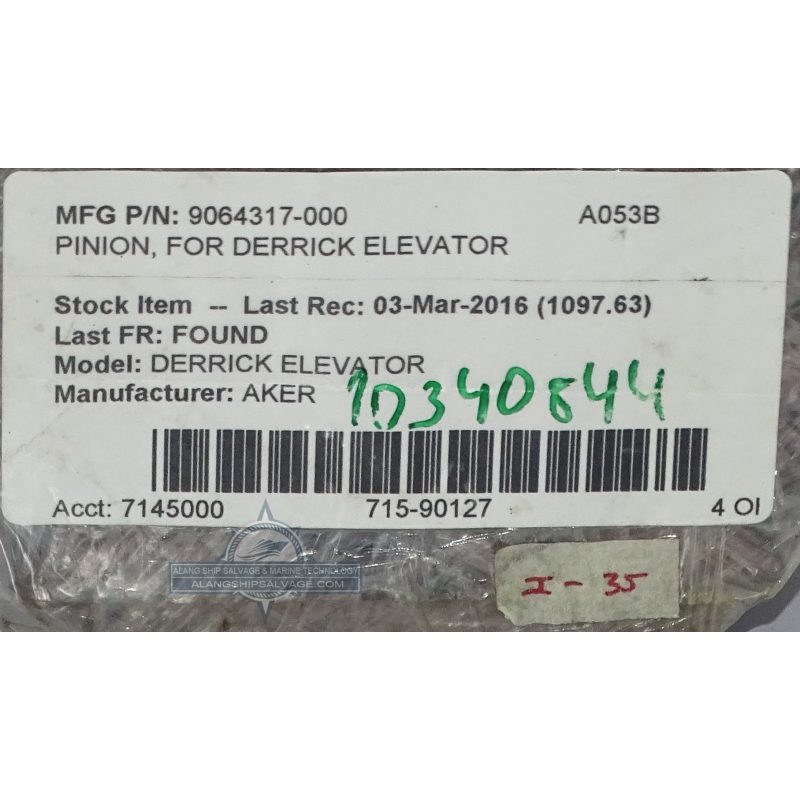 MFG P/N: 9064317-000 A053B
PINION, FOR DERRICK ELEVATOR
Stock Item -- Last Rec: 03-Mar-2016 (1097.63)
Last FR: FOUND
Model: DERRICK ELEVATOR
Manufacturer: AKER
1D340844
Acct: 7145000 715-90127 4 OI
ALANG SHIP SALVAGE & MARINE TECHNOLOGY
ALANGSHIPSALVAGE.COM
I-35